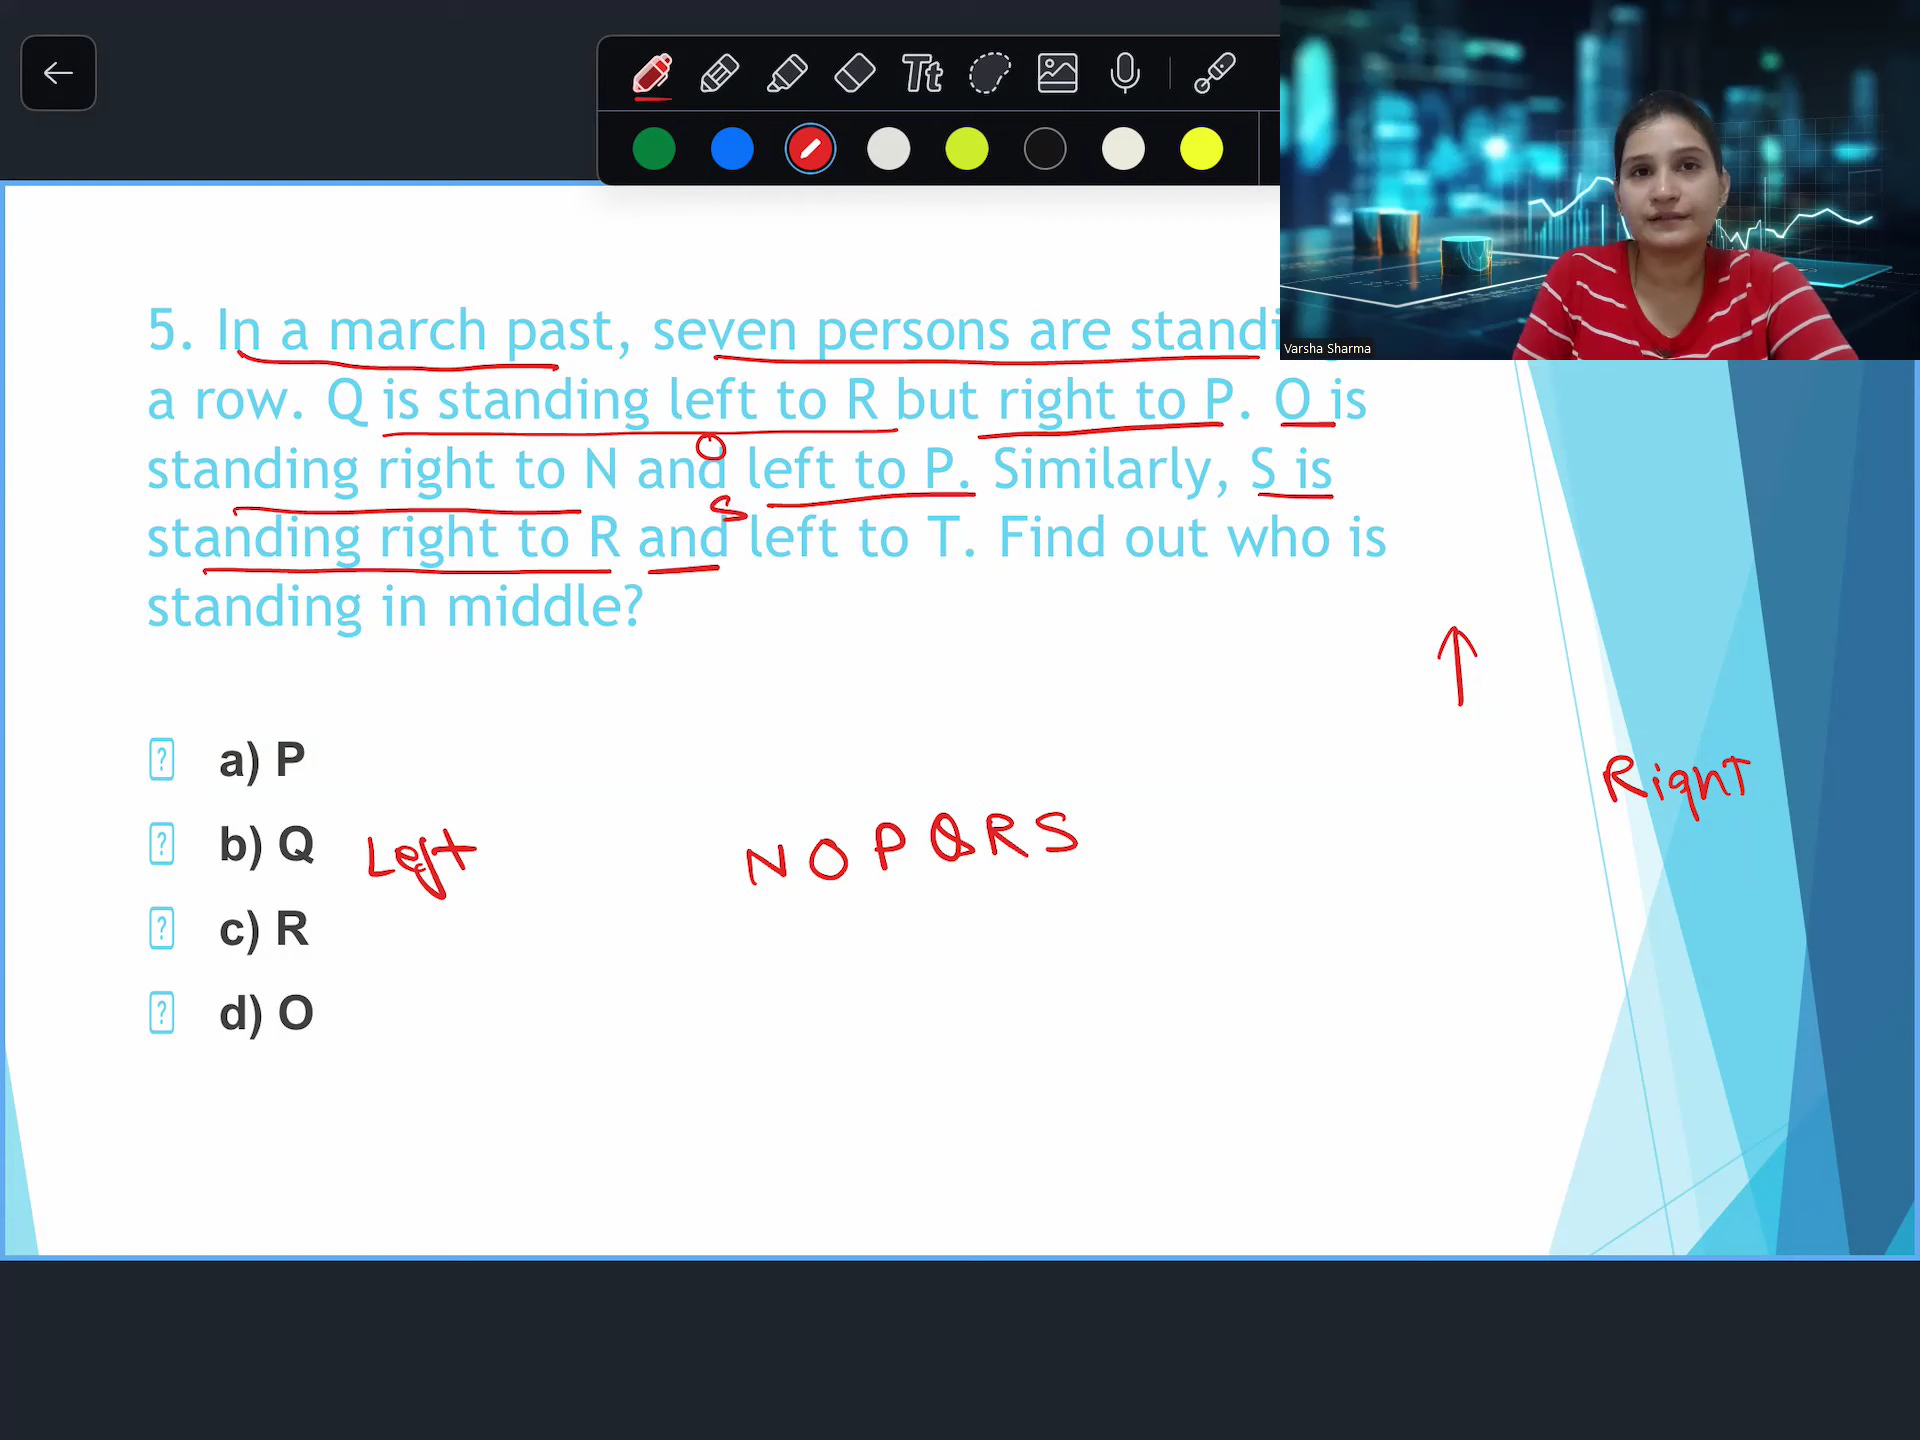 Tt
Varsha Sharma
5. In a march past, seven persons are standi
a row. Q is standing left to R but right to P. O is
O
standing right to N and left to P. Similarly, S is
S
standing right to R and left to T. Find out who is
standing in middle?
a) P
Right
b) Q
Left
N O P Q R S
c) R
d) O